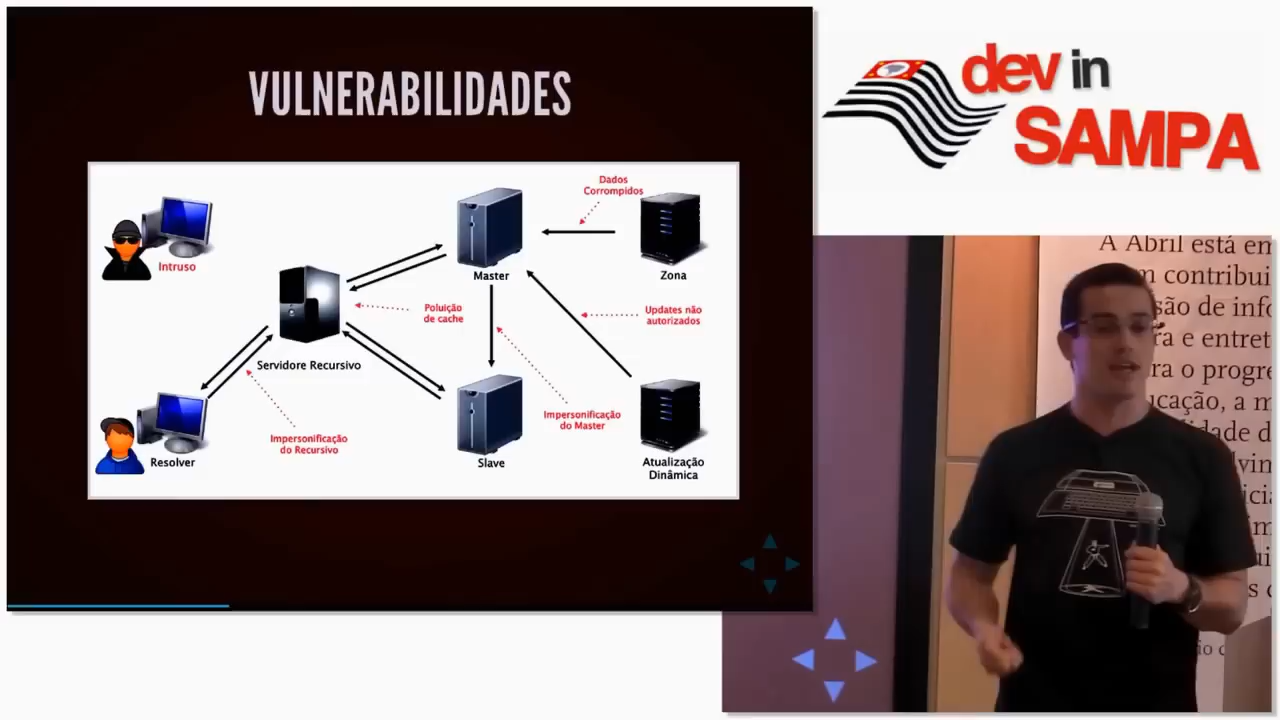 VULNERABILIDADES
Intruso
Servidore Recursivo
Resolver
Impersonificação
do Recursivo
Poluição
de cache
Master
Slave
Impersonificação
do Master
Dados
Corrompidos
Zona
Updates não
autorizados
Atualização
Dinâmica
dev in
SAMPA
A Abril está em
m contribui
são de info
ra e entret
ra o progre
ucação, a m
lidade d